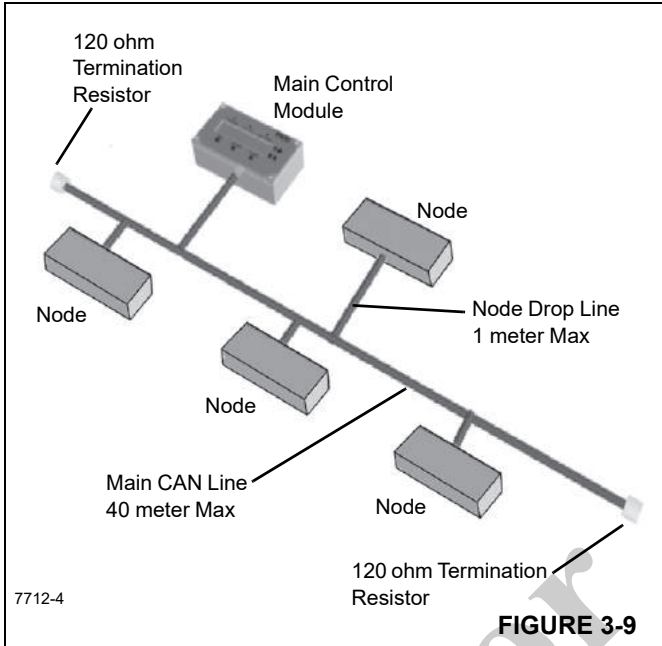 120 ohm
Termination
Resistor
Main Control
Module
Node
Node
Node Drop Line
1 meter Max
Node
Main CAN Line
40 meter Max
Node
120 ohm Termination
Resistor
7712-4
FIGURE 3-9